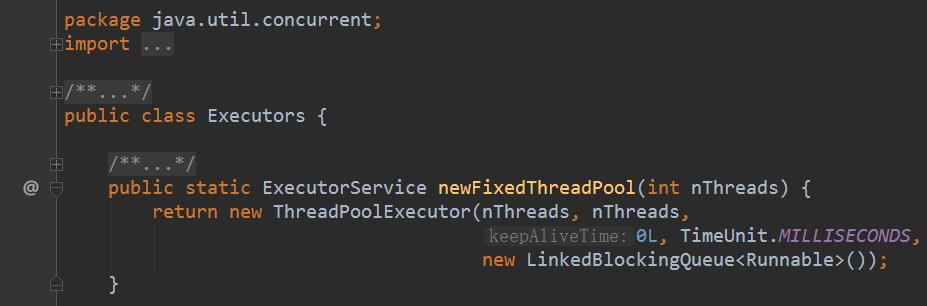 package java.util.concurrent;
import ...
/**...*/
public class Executors {
/**...*/
@ public static ExecutorService newFixedThreadPool(int nThreads) {
return new ThreadPoolExecutor(nThreads, nThreads,
keepAliveTime: 0L, TimeUnit.MILLISECONDS,
new LinkedBlockingQueue<Runnable>());
}